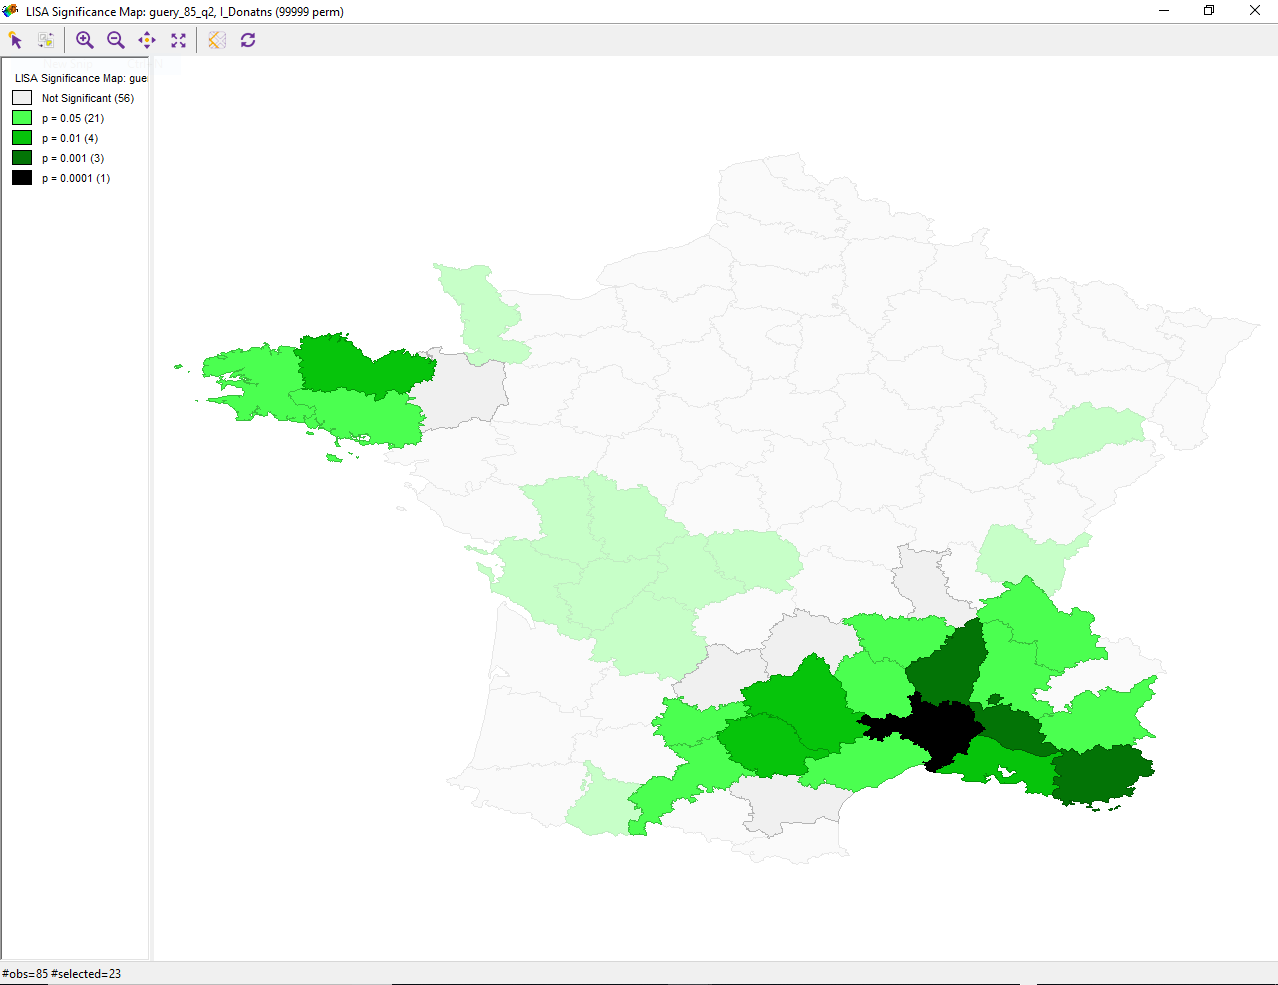 LISA Significance Map: guery_85_q2, I_Donatns (99999 perm)
LISA Significance Map: gue
Not Significant (56)
p = 0.05 (21)
p = 0.01 (4)
p = 0.001 (3)
p = 0.0001 (1)
#obs=85 #selected=23